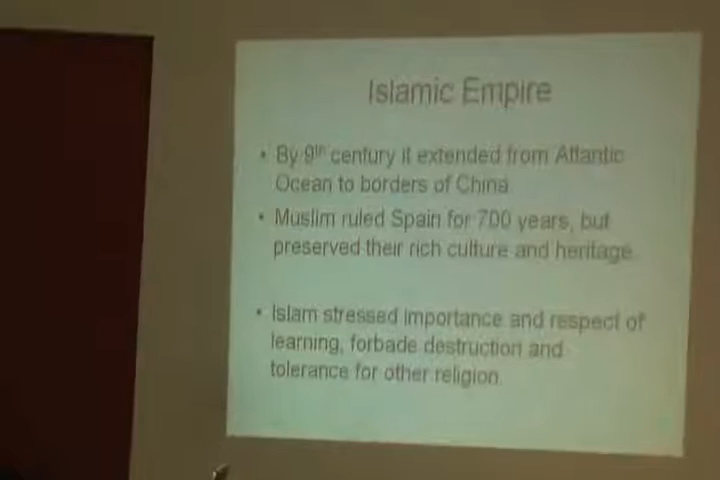 Islamic Empire
• By 9th century it extended from Atlantic
Ocean to borders of China
• Muslim ruled Spain for 700 years, but
preserved their rich culture and heritage.
• Islam stressed importance and respect of
learning, forbade destruction and
tolerance for other religion.